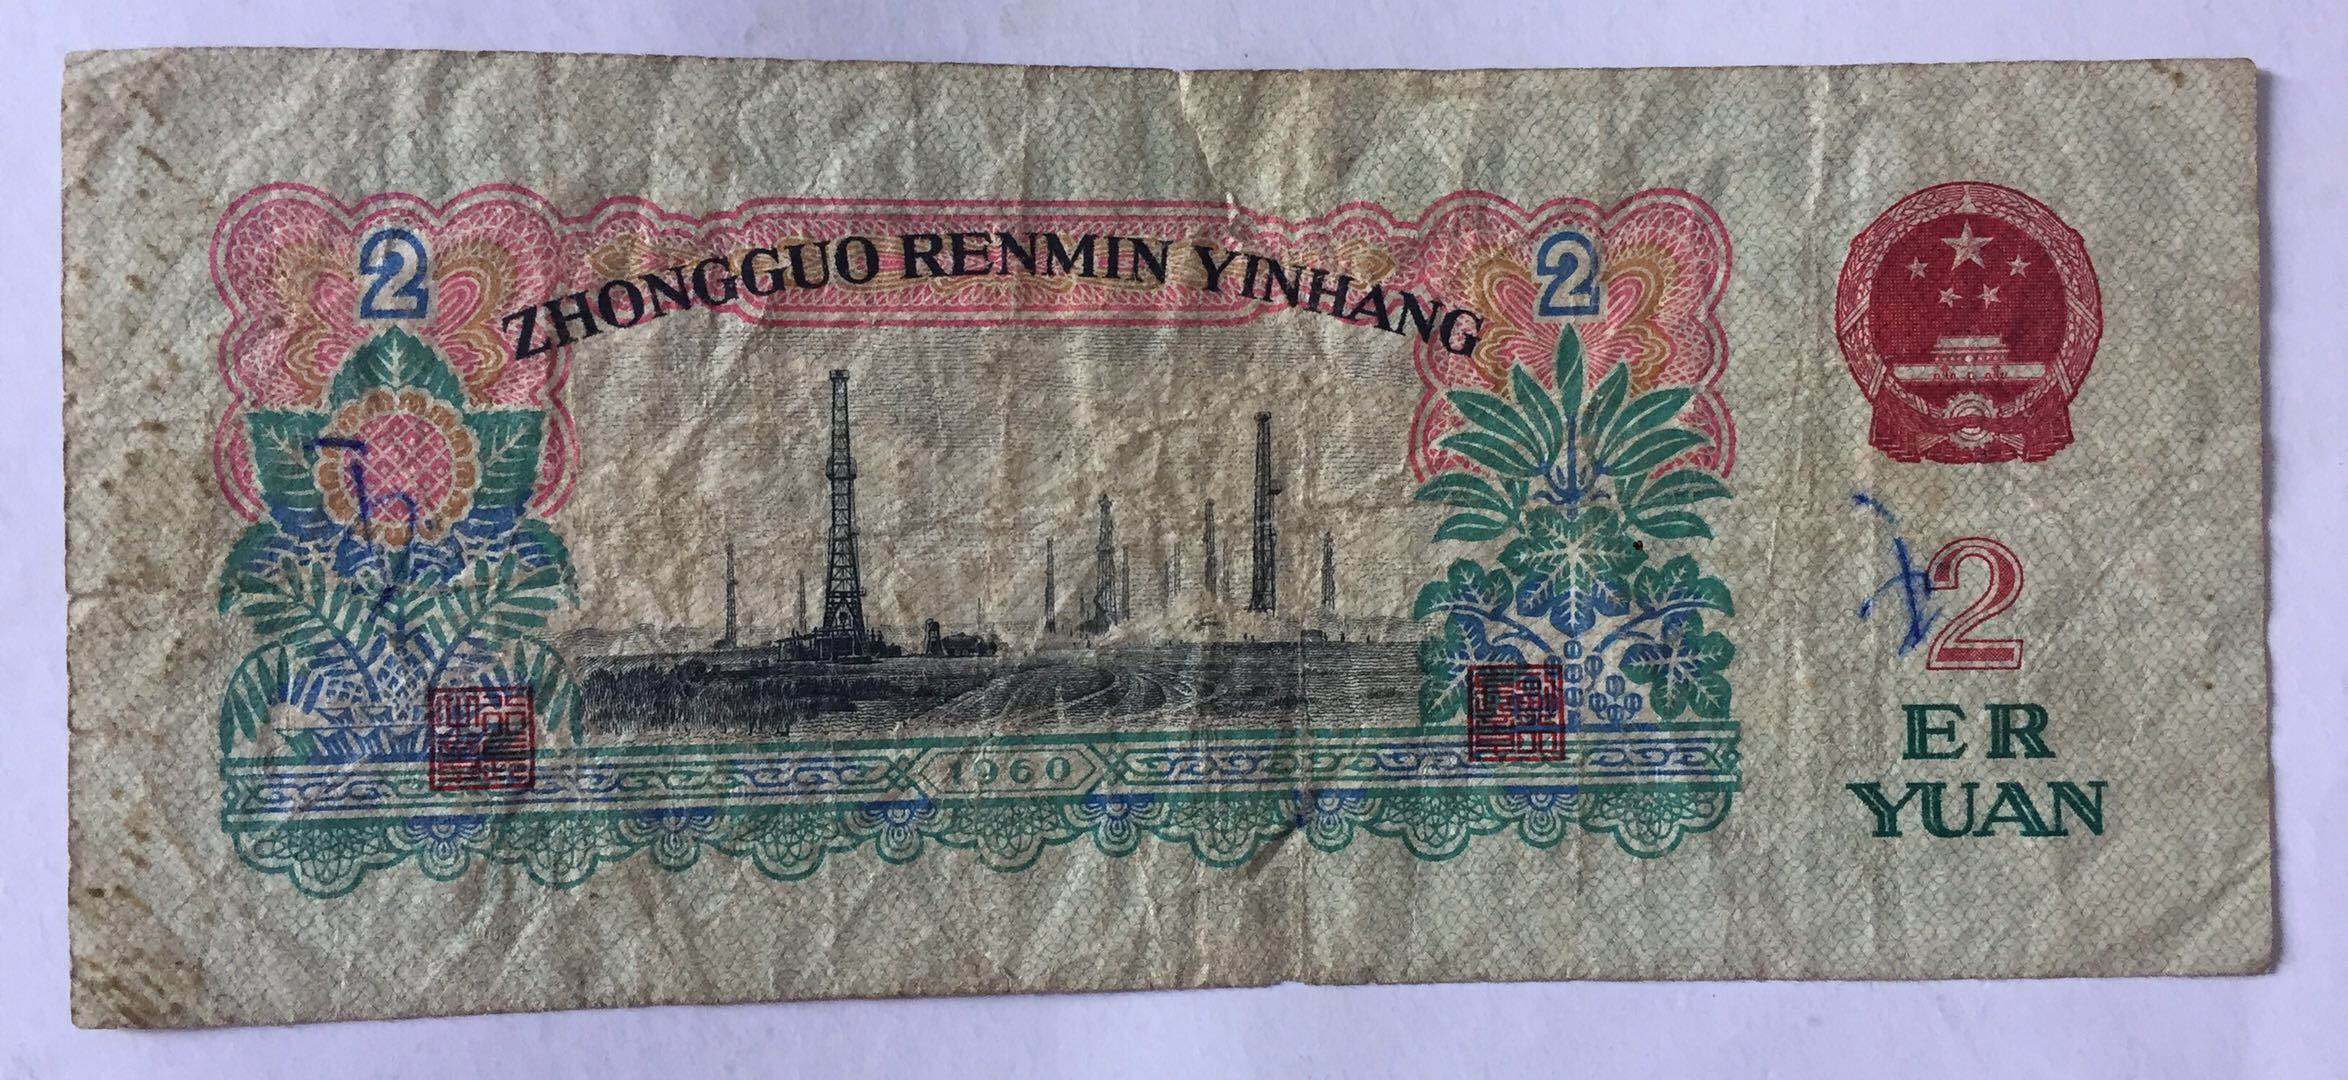 2
2
ZHONGGUO RENMIN YINHANG
2
ER
YUAN
1960